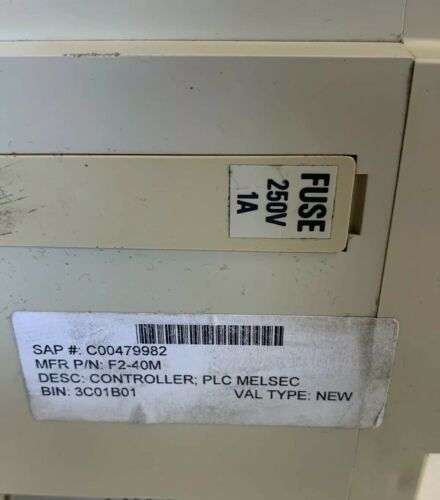 FUSE
250V
1A
SAP #: C00479982
MFR P/N: F2-40M
DESC: CONTROLLER; PLC MELSEC
BIN: 3C01B01 VAL TYPE: NEW